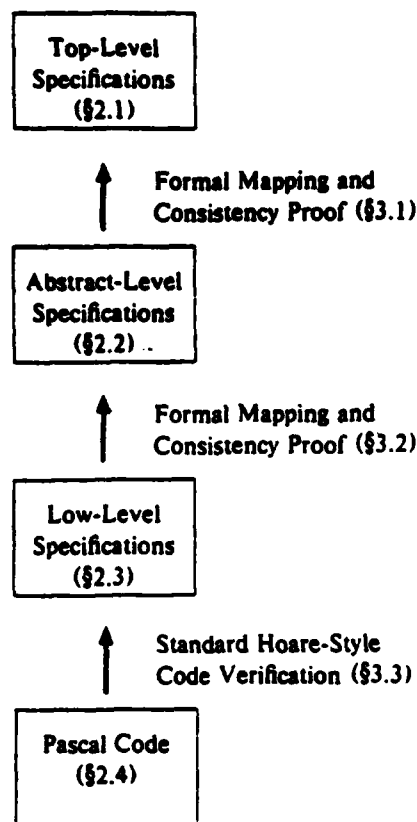 Top-Level
Specifications
(§2.1)
Formal Mapping and
Consistency Proof (§3.1)
Abstract-Level
Specifications
(§2.2)
Formal Mapping and
Consistency Proof (§3.2)
Low-Level
Specifications
(§2.3)
Standard Hoare-Style
Code Verification (§3.3)
Pascal Code
(§2.4)